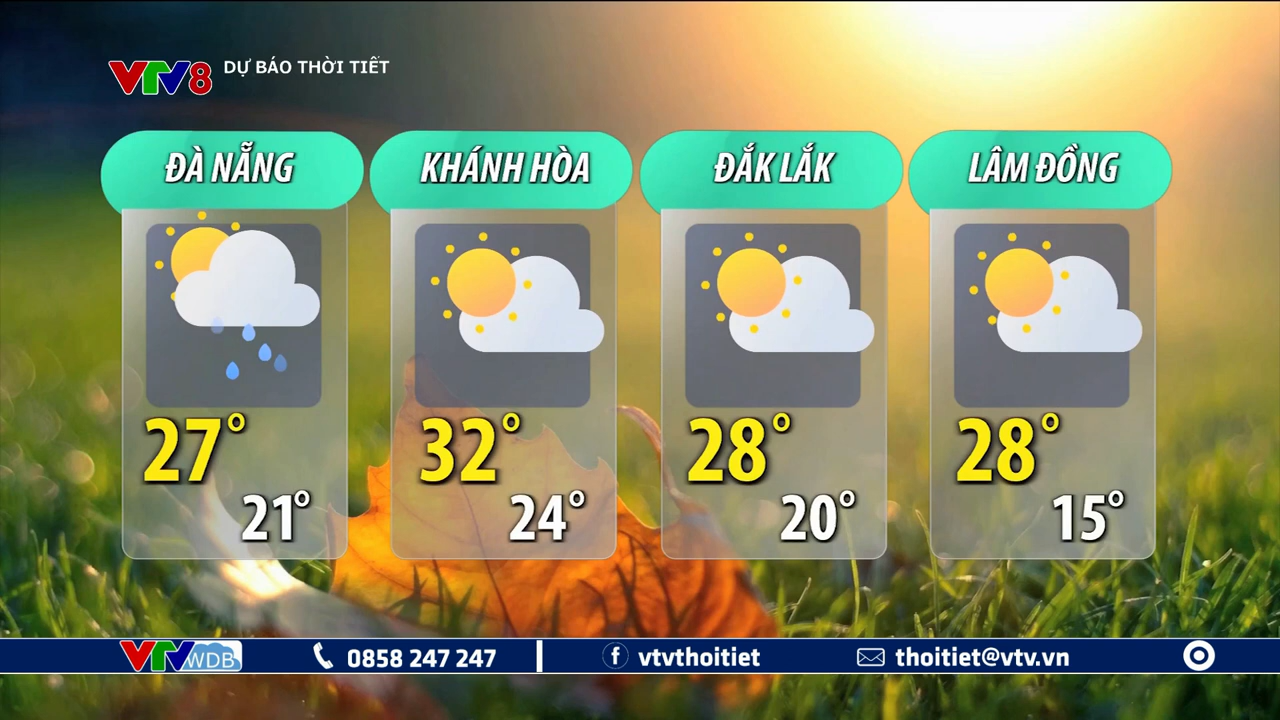 VTV8 DỰ BÁO THỜI TIẾT
ĐÀ NẴNG
27°
21°
KHÁNH HÒA
32°
24°
ĐẮK LẮK
28°
20°
LÂM ĐỒNG
28°
15°
VTV WDB 0858 247 247 f vtvthoitiet thoitiet@vtv.vn